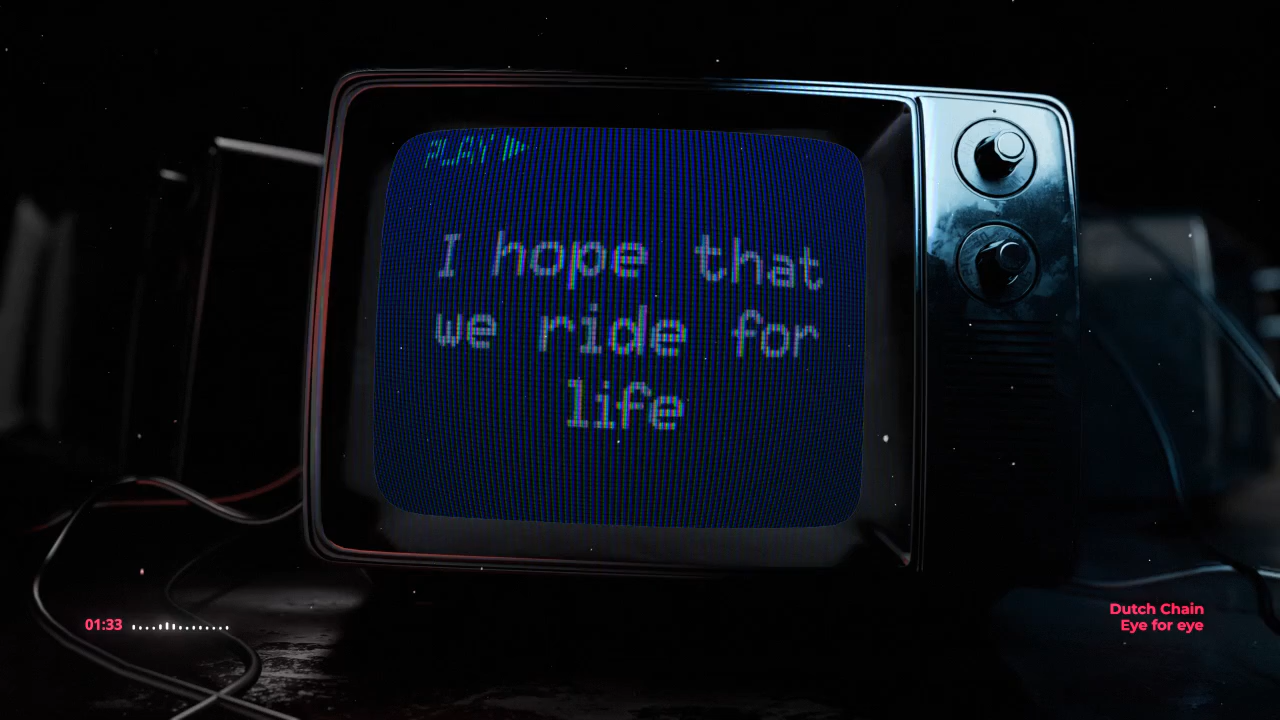 PLAY
I hope that
we ride for
life
01:33
Dutch Chain
Eye for eye